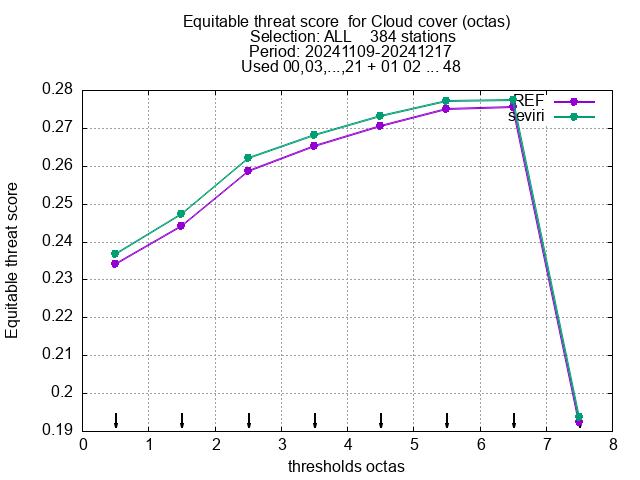 Equitable threat score  for Cloud cover (octas)
Selection: ALL    384 stations
Period: 20241109-20241217
Used 00,03,...,21 + 01 02 ... 48
REF
seviri
0.28
0.27
0.26
0.25
0.24
0.23
0.22
0.21
0.2
0.19
Equitable threat score
0 1 2 3 4 5 6 7 8
thresholds octas